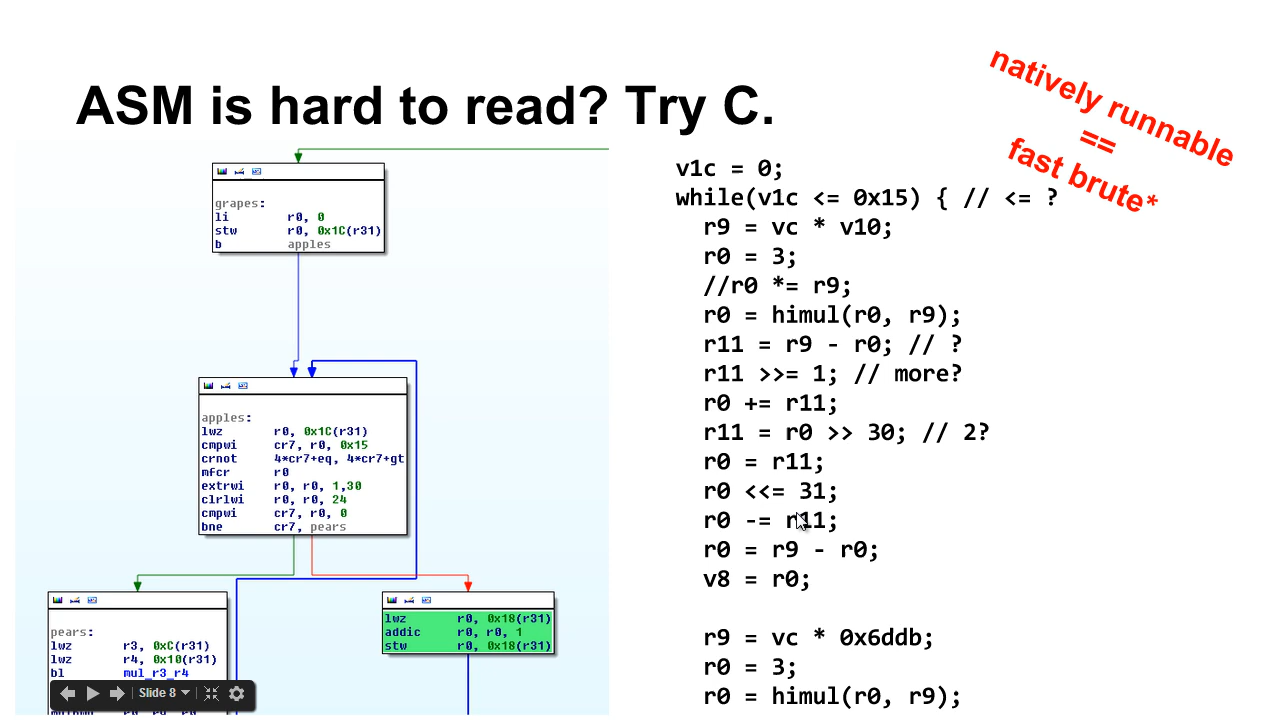 ASM is hard to read? Try C.
natively runnable
==
fast brute*
grapes:
li r0, 0
stw r0, 0x1C(r31)
b apples
apples:
lwz r0, 0x1C(r31)
cmpwi cr7, r0, 0x15
crnot 4*cr7+eq, 4*cr7+gt
mfcr r0
extrwi r0, r0, 1,30
clrlwi r0, r0, 24
cmpwi cr7, r0, 0
bne cr7, pears
pears:
lwz r3, 0xC(r31)
lwz r4, 0x10(r31)
bl mul_r3_r4
lwz r0, 0x18(r31)
addic r0, r0, 1
stw r0, 0x18(r31)
Slide 8
v1c = 0;
while(v1c <= 0x15) { // <= ?
r9 = vc * v10;
r0 = 3;
//r0 *= r9;
r0 = himul(r0, r9);
r11 = r9 - r0; // ?
r11 >>= 1; // more?
r0 += r11;
r11 = r0 >> 30; // 2?
r0 = r11;
r0 <<= 31;
r0 -= r11;
r0 = r9 - r0;
v8 = r0;
r9 = vc * 0x6ddb;
r0 = 3;
r0 = himul(r0, r9);